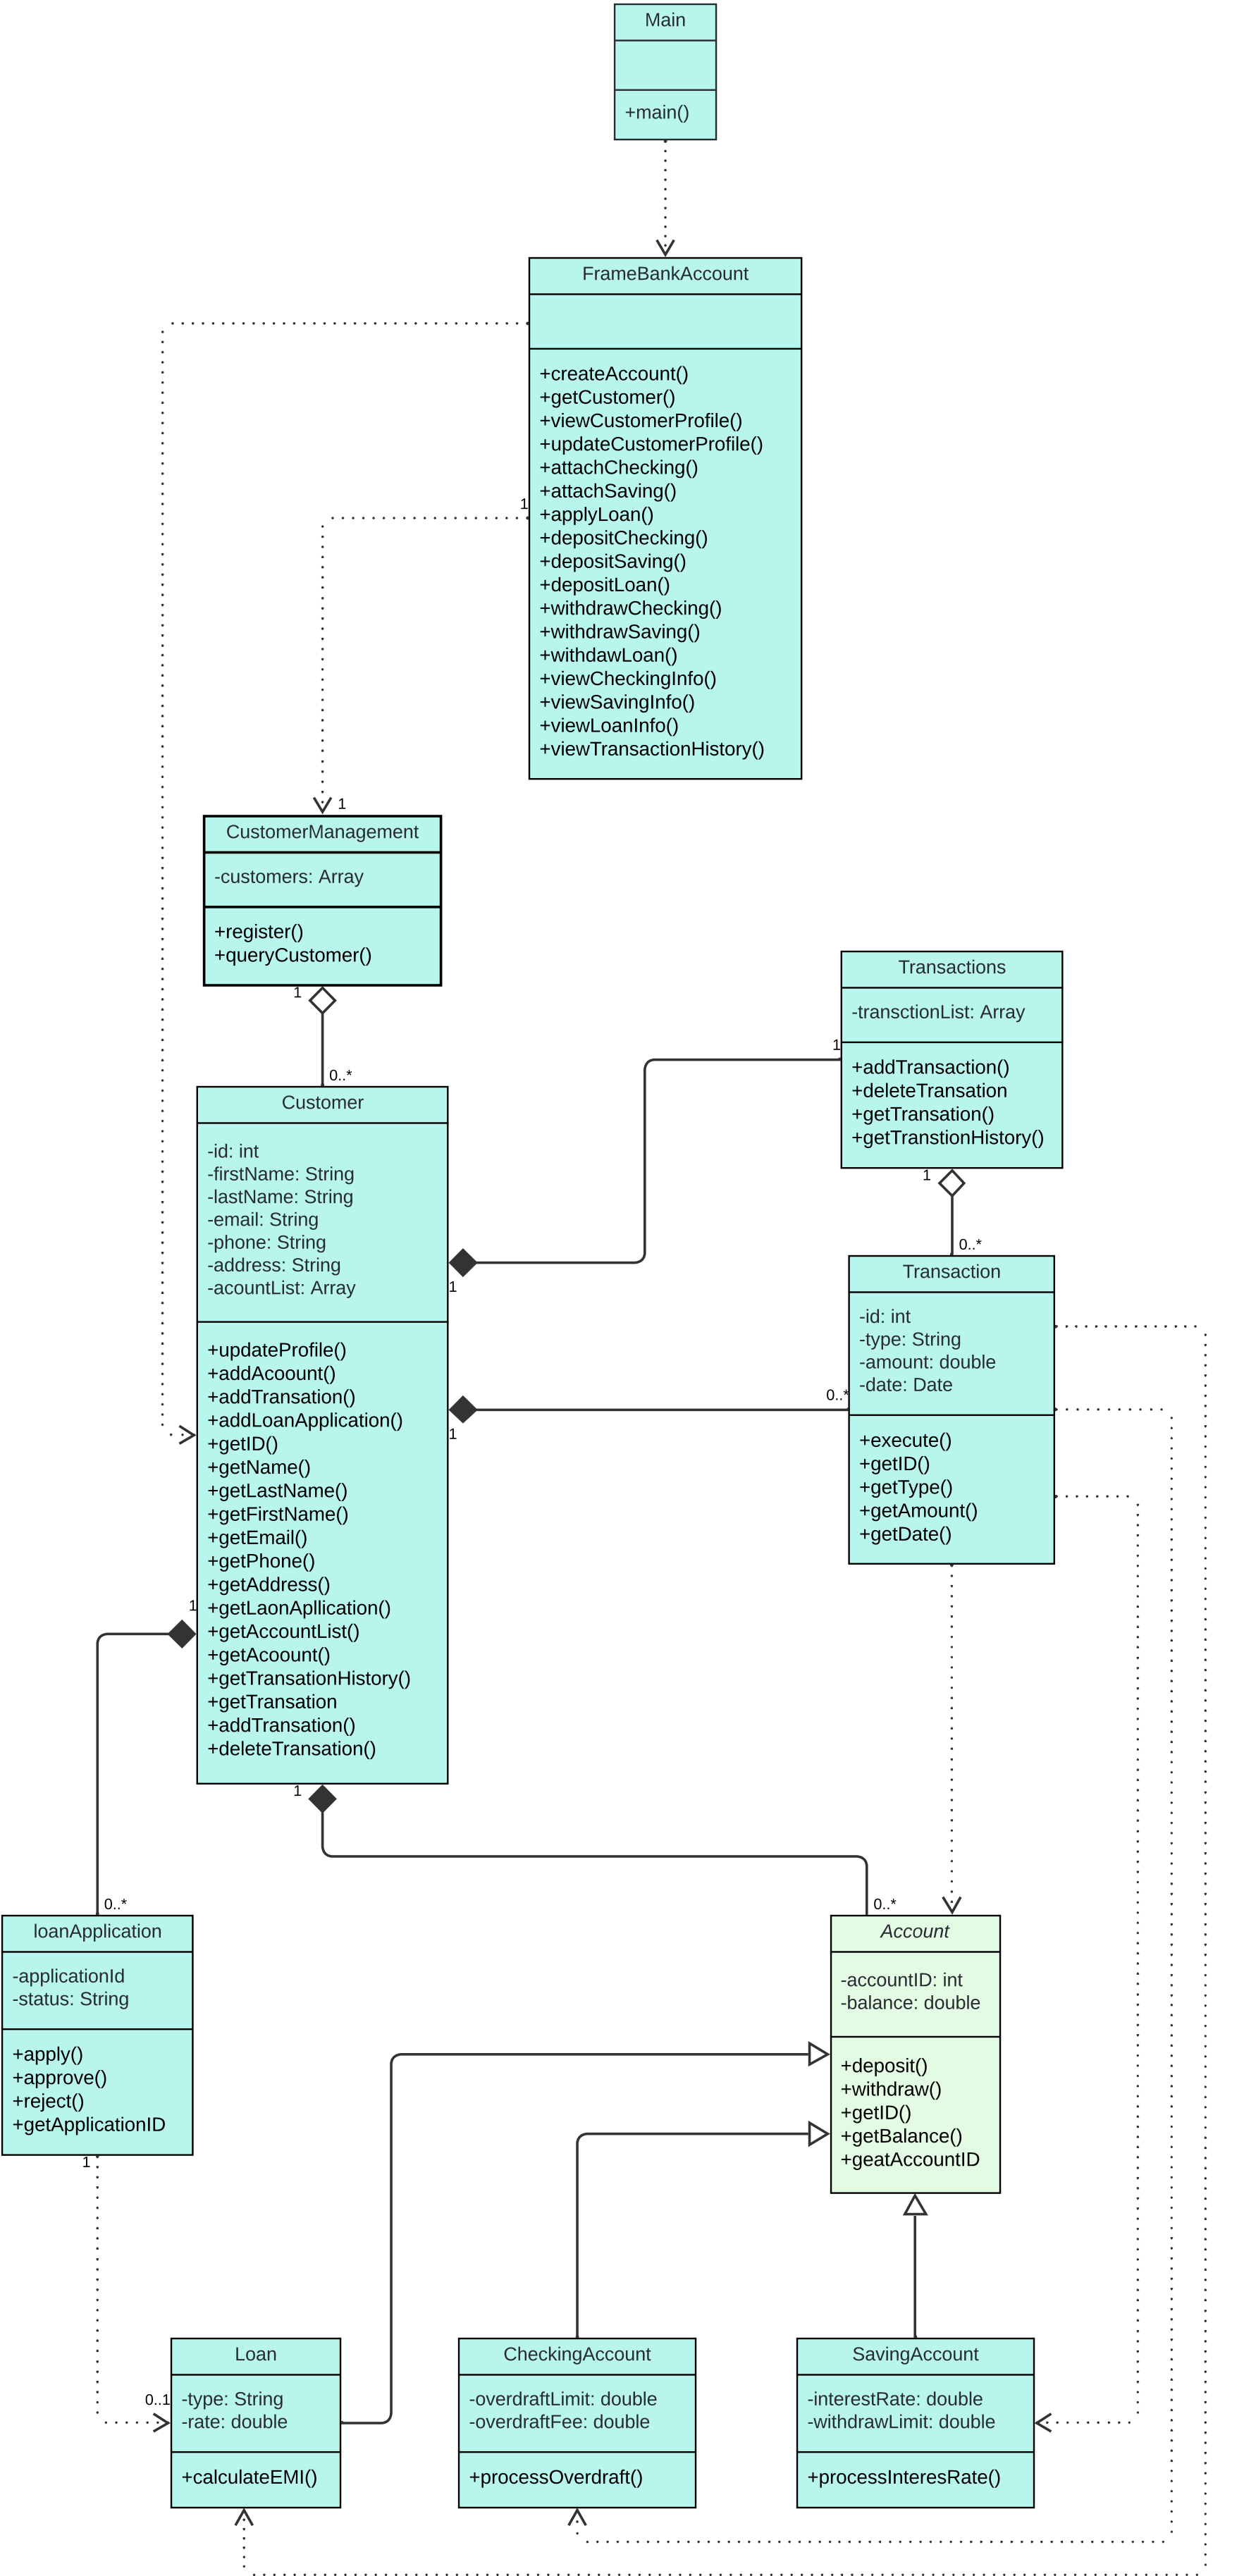 Main
+main()
FrameBankAccount
+createAccount()
+getCustomer()
+viewCustomerProfile()
+updateCustomerProfile()
+attachChecking()
+attachSaving()
+applyLoan()
+depositChecking()
+depositSaving()
+depositLoan()
+withdrawChecking()
+withdrawSaving()
+withdawLoan()
+viewCheckingInfo()
+viewSavingInfo()
+viewLoanInfo()
+viewTransactionHistory()
1
1
CustomerManagement
-customers: Array
+register()
+queryCustomer()
1
0..*
Transactions
-transctionList: Array
+addTransaction()
+deleteTransation
+getTransation()
+getTranstionHistory()
1
1
0..*
Customer
-id: int
-firstName: String
-lastName: String
-email: String
-phone: String
-address: String
-acountList: Array
+updateProfile()
+addAcoount()
+addTransation()
+addLoanApplication()
+getID()
+getName()
+getLastName()
+getFirstName()
+getEmail()
+getPhone()
+getAddress()
+getLaonApllication()
+getAccountList()
+getAcoount()
+getTransationHistory()
+getTransation
+addTransation()
+deleteTransation()
1
1
1
1
Transaction
-id: int
-type: String
-amount: double
-date: Date
+execute()
+getID()
+getType()
+getAmount()
+getDate()
0..*
0..*
loanApplication
-applicationId
-status: String
+apply()
+approve()
+reject()
+getApplicationID
1
0..*
Account
-accountID: int
-balance: double
+deposit()
+withdraw()
+getID()
+getBalance()
+geatAccountID
0..1
Loan
-type: String
-rate: double
+calculateEMI()
CheckingAccount
-overdraftLimit: double
-overdraftFee: double
+processOverdraft()
SavingAccount
-interestRate: double
-withdrawLimit: double
+processInteresRate()